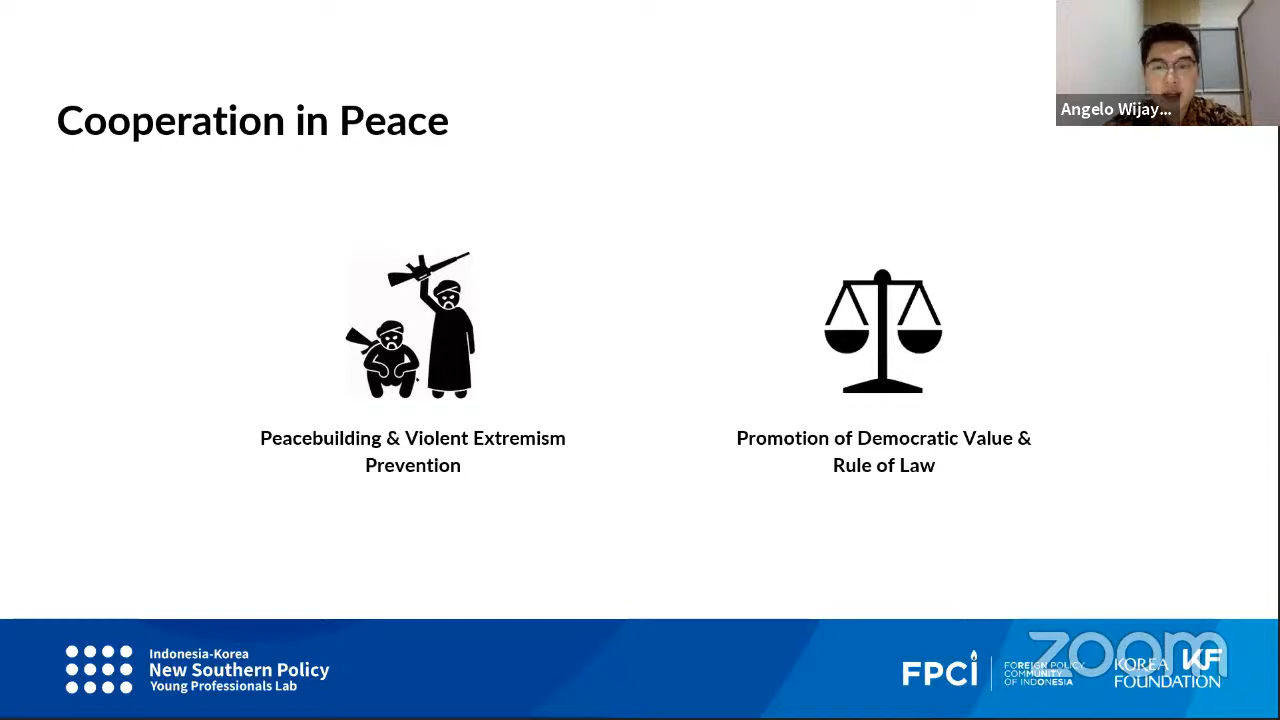 Cooperation in Peace
Angelo Wijay...
Peacebuilding & Violent Extremism
Prevention
Promotion of Democratic Value &
Rule of Law
Indonesia-Korea
New Southern Policy
Young Professionals Lab
FPCi
FOREIGN POLICY
COMMUNITY
OF INDONESIA
zoom
KOREA
FOUNDATION
KF